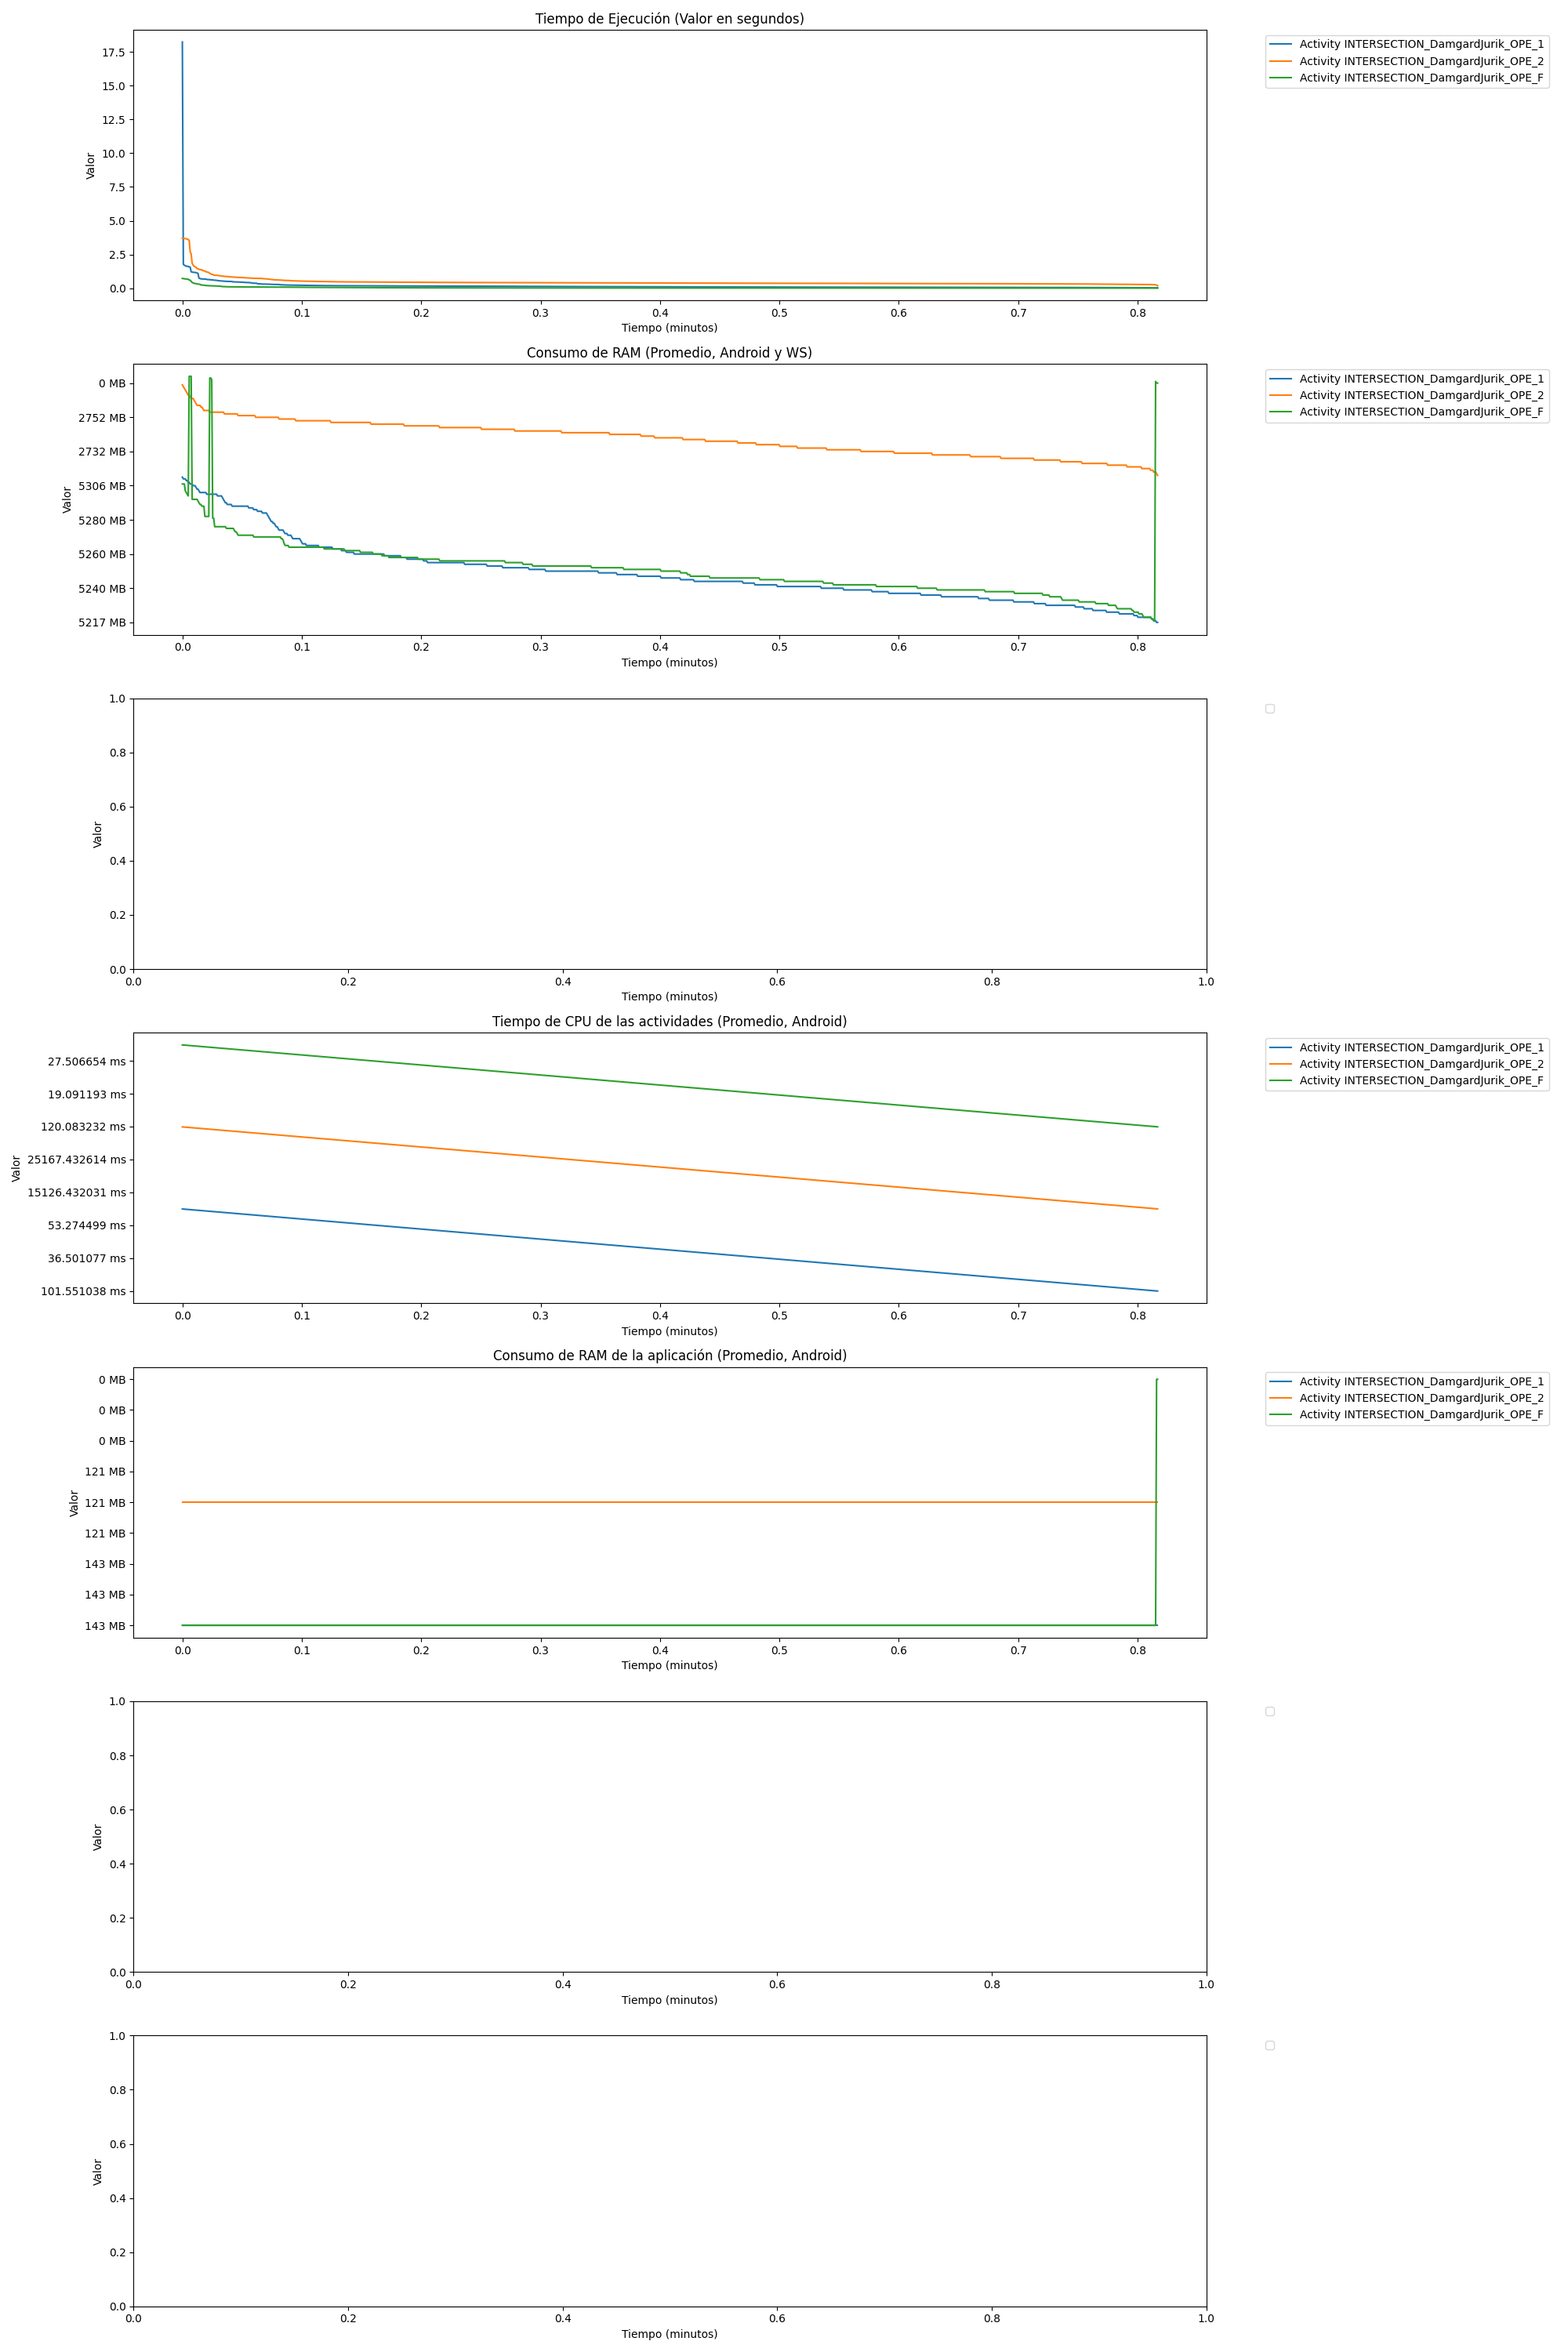 Tiempo de Ejecución (Valor en segundos)
17.5
15.0
12.5
10.0
7.5
5.0
2.5
0.0
Valor
0.0 0.1 0.2 0.3 0.4 0.5 0.6 0.7 0.8
Tiempo (minutos)
Activity INTERSECTION_DamgardJurik_OPE_1
Activity INTERSECTION_DamgardJurik_OPE_2
Activity INTERSECTION_DamgardJurik_OPE_F
Consumo de RAM (Promedio, Android y WS)
0 MB
2752 MB
2732 MB
5306 MB
5280 MB
5260 MB
5240 MB
5217 MB
Valor
0.0 0.1 0.2 0.3 0.4 0.5 0.6 0.7 0.8
Tiempo (minutos)
Activity INTERSECTION_DamgardJurik_OPE_1
Activity INTERSECTION_DamgardJurik_OPE_2
Activity INTERSECTION_DamgardJurik_OPE_F
1.0
0.8
0.6
0.4
0.2
0.0
Valor
0.0 0.2 0.4 0.6 0.8 1.0
Tiempo (minutos)
Tiempo de CPU de las actividades (Promedio, Android)
27.506654 ms
19.091193 ms
120.083232 ms
25167.432614 ms
15126.432031 ms
53.274499 ms
36.501077 ms
101.551038 ms
Valor
0.0 0.1 0.2 0.3 0.4 0.5 0.6 0.7 0.8
Tiempo (minutos)
Activity INTERSECTION_DamgardJurik_OPE_1
Activity INTERSECTION_DamgardJurik_OPE_2
Activity INTERSECTION_DamgardJurik_OPE_F
Consumo de RAM de la aplicación (Promedio, Android)
0 MB
0 MB
0 MB
121 MB
121 MB
121 MB
143 MB
143 MB
143 MB
Valor
0.0 0.1 0.2 0.3 0.4 0.5 0.6 0.7 0.8
Tiempo (minutos)
Activity INTERSECTION_DamgardJurik_OPE_1
Activity INTERSECTION_DamgardJurik_OPE_2
Activity INTERSECTION_DamgardJurik_OPE_F
1.0
0.8
0.6
0.4
0.2
0.0
Valor
0.0 0.2 0.4 0.6 0.8 1.0
Tiempo (minutos)
1.0
0.8
0.6
0.4
0.2
0.0
Valor
0.0 0.2 0.4 0.6 0.8 1.0
Tiempo (minutos)